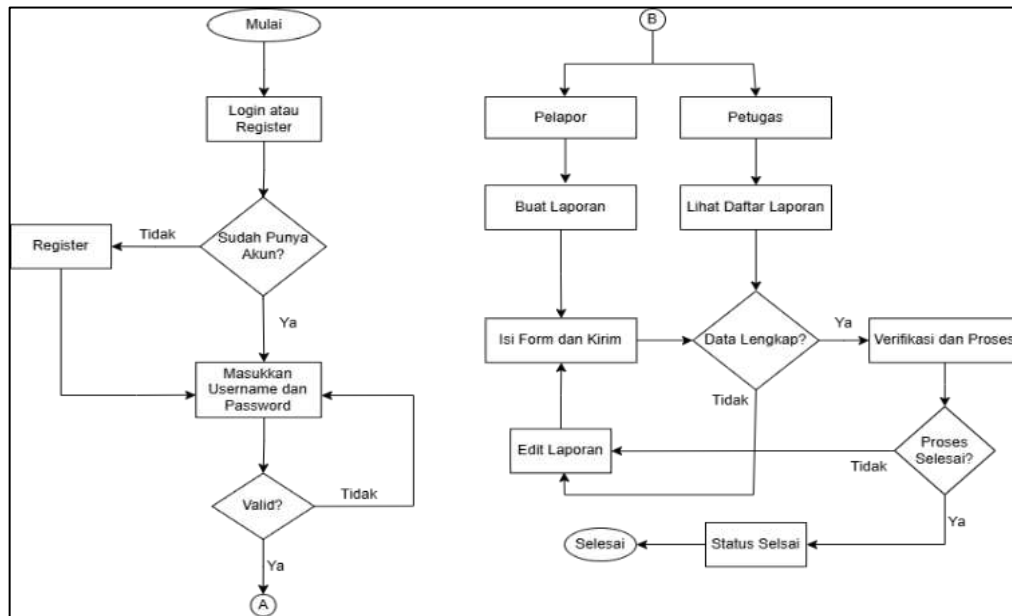 Mulai
Login atau
Register
Sudah Punya
Akun?
Tidak
Register
Ya
Masukkan
Username dan
Password
Valid?
Tidak
Ya
A
B
Pelapor
Petugas
Buat Laporan
Lihat Daftar Laporan
Isi Form dan Kirim
Data Lengkap?
Ya
Verifikasi dan Proses
Tidak
Edit Laporan
Proses
Selesai?
Tidak
Ya
Status Selsai
Selesai